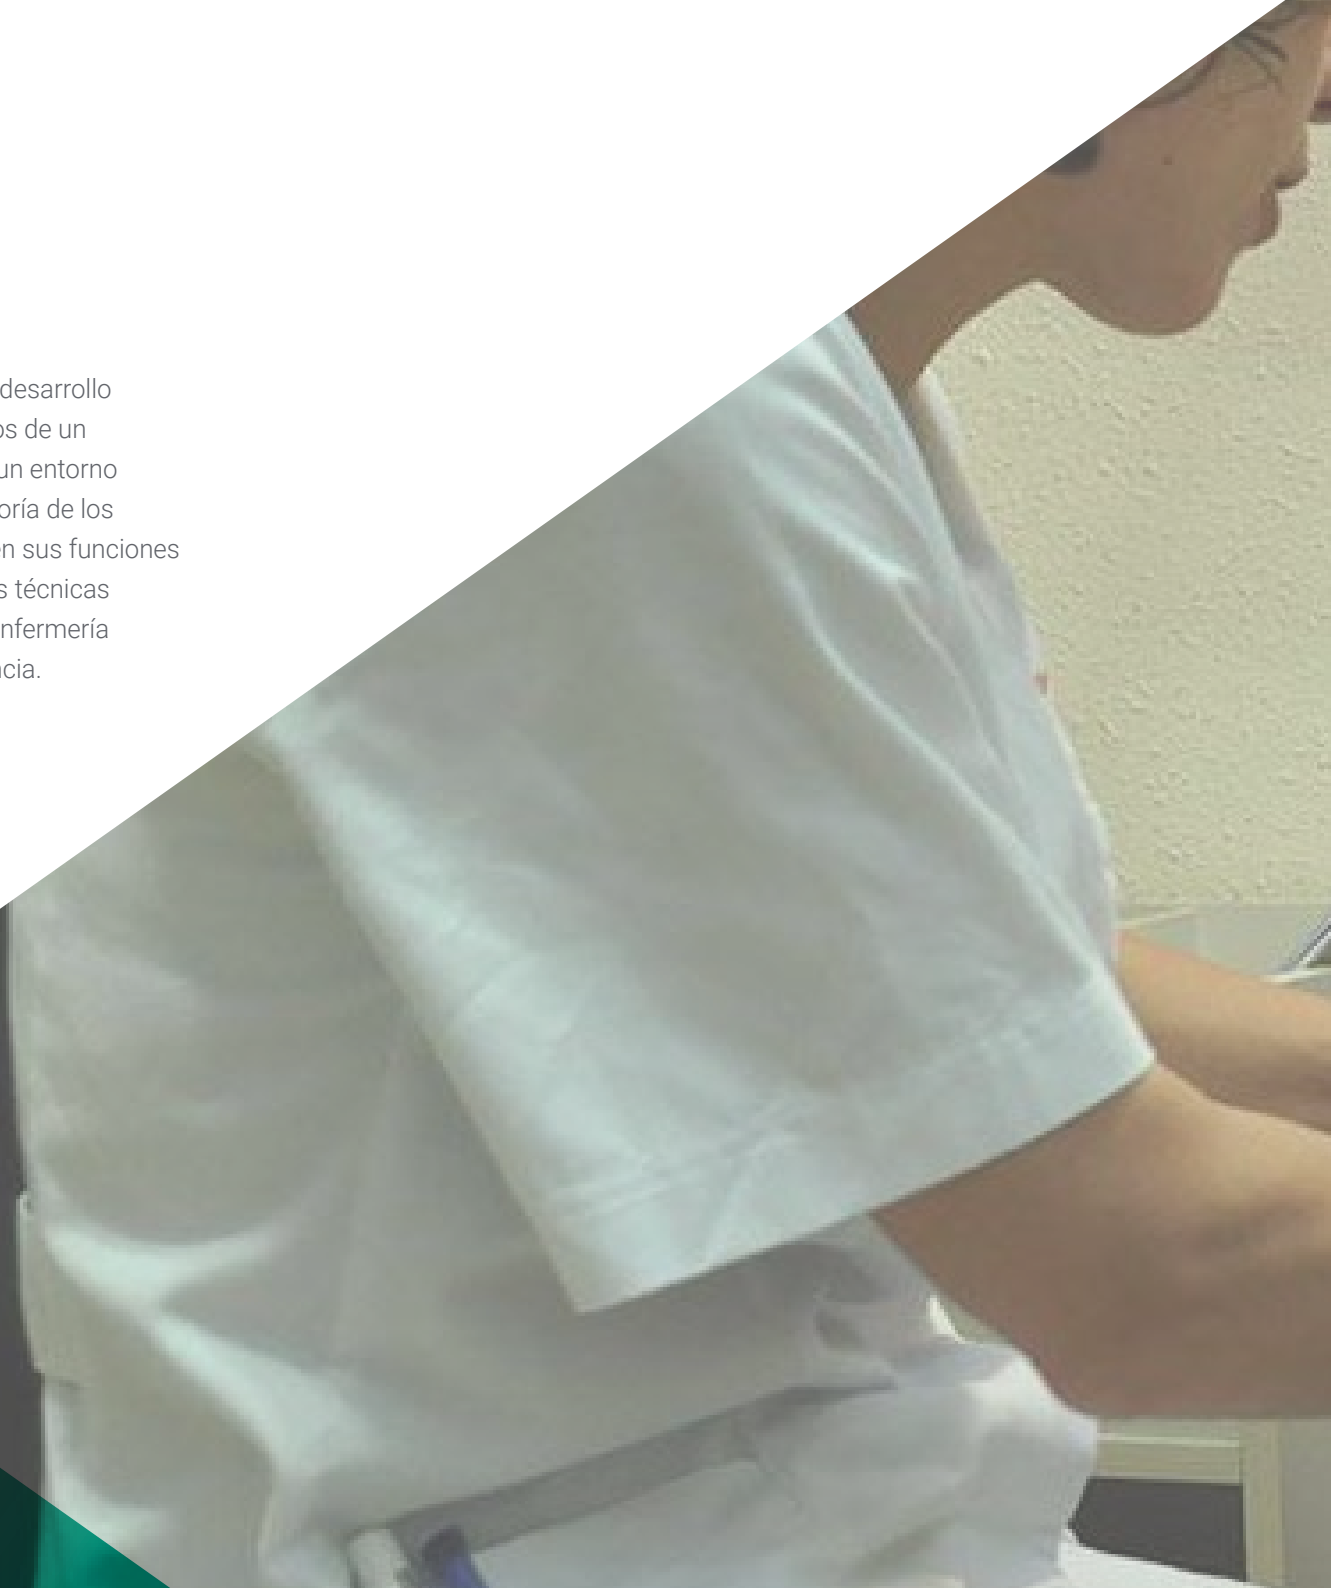 desarrollo
os de un
un entorno
oría de los
en sus funciones
s técnicas
nfermería
cia.